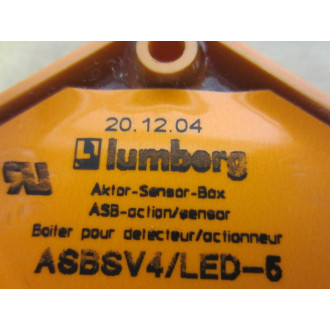 20.12.04
lumberg
Aktor-Sensor-Box
ASB-action/sensor
Boiter pour detecteur/actionneur
ASBSV4/LED-5